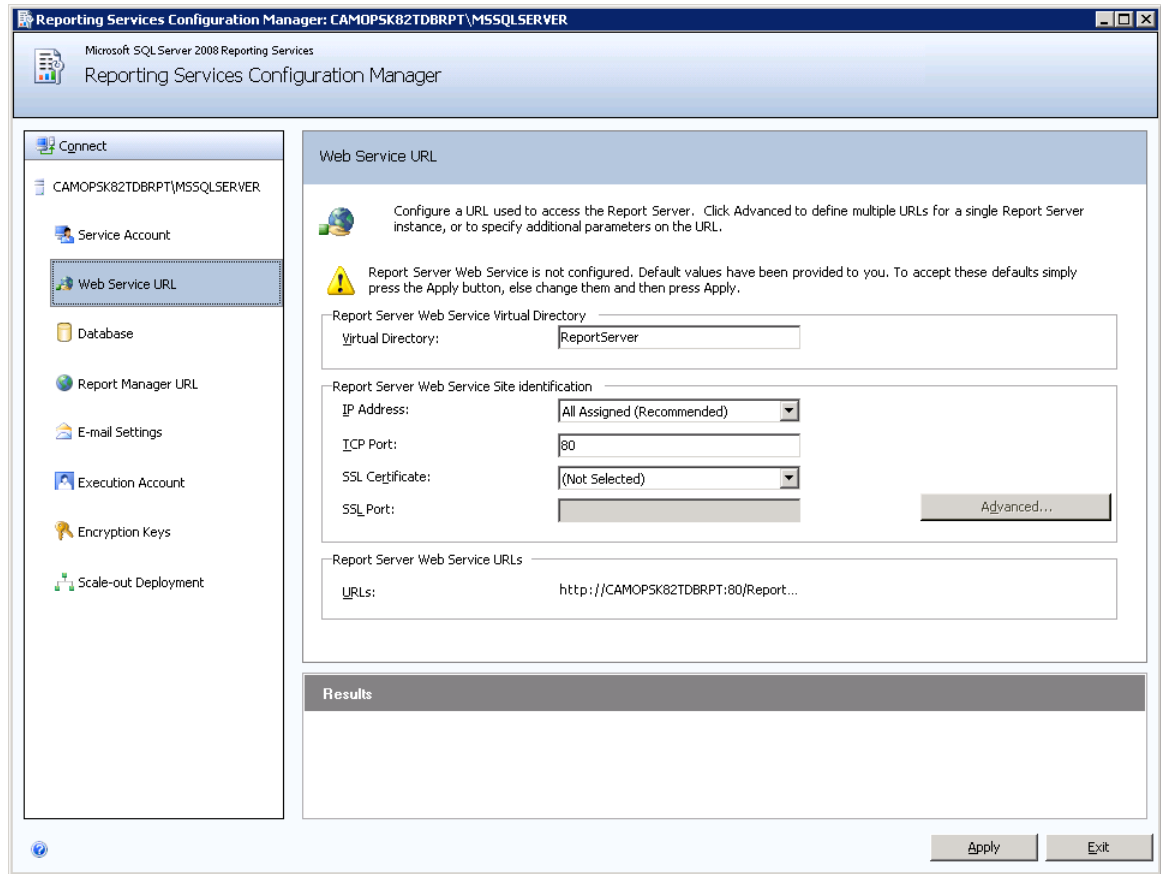 Reporting Services Configuration Manager: CAMOPSK82TDBRPT\MSSQLSERVER
Microsoft SQL Server 2008 Reporting Services
Reporting Services Configuration Manager
Connect
CAMOPSK82TDBRPT\MSSQLSERVER
Service Account
Web Service URL
Database
Report Manager URL
E-mail Settings
Execution Account
Encryption Keys
Scale-out Deployment
Web Service URL
Configure a URL used to access the Report Server.  Click Advanced to define multiple URLs for a single Report Server
instance, or to specify additional parameters on the URL.
Report Server Web Service is not configured. Default values have been provided to you. To accept these defaults simply
press the Apply button, else change them and then press Apply.
Report Server Web Service Virtual Directory
Virtual Directory: ReportServer
Report Server Web Service Site identification
IP Address: All Assigned (Recommended)
TCP Port: 80
SSL Certificate: (Not Selected)
SSL Port:
Advanced...
Report Server Web Service URLs
URLs: http://CAMOPSK82TDBRPT:80/Report...
Results
Apply Exit